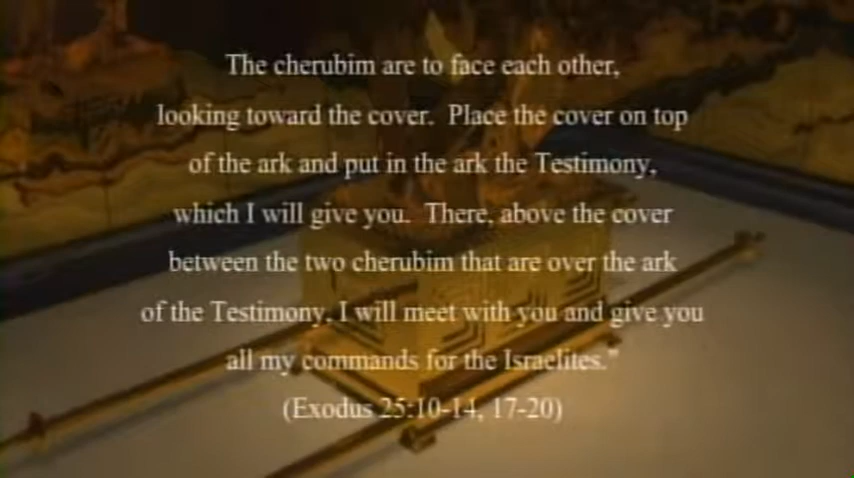 The cherubim are to face each other,
looking toward the cover.  Place the cover on top
of the ark and put in the ark the Testimony,
which I will give you.  There, above the cover
between the two cherubim that are over the ark
of the Testimony, I will meet with you and give you
all my commands for the Israelites."
(Exodus 25:10-14, 17-20)